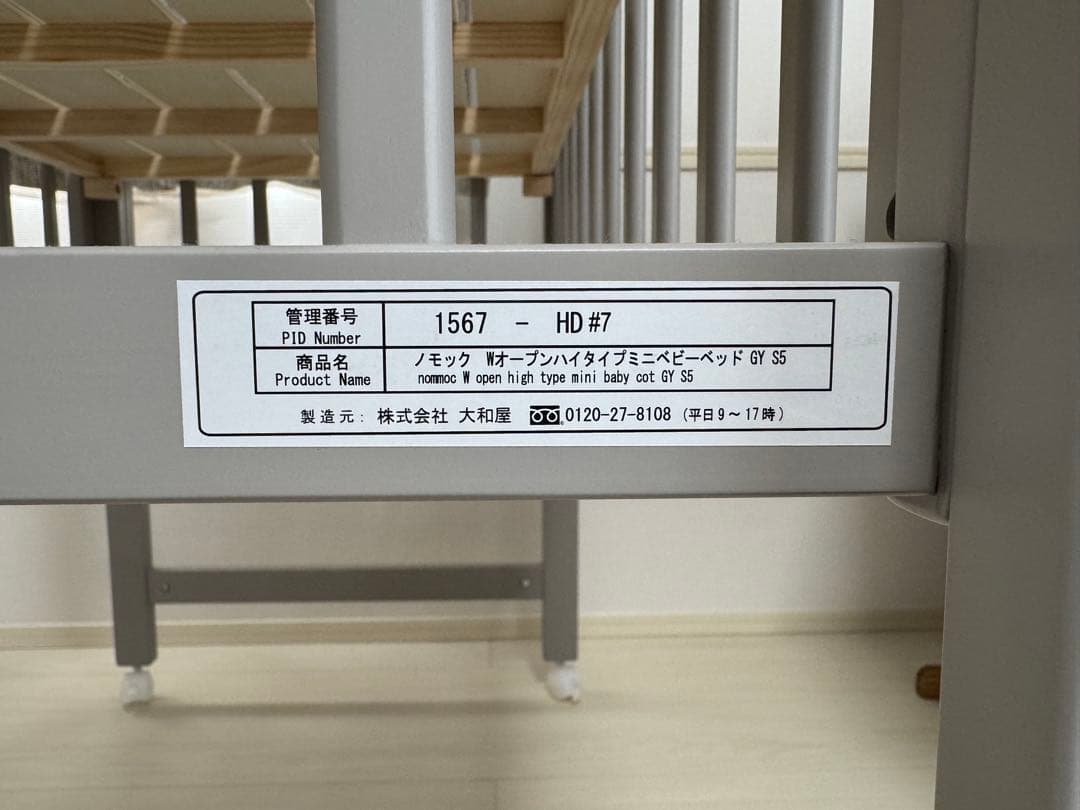 管理番号
PID Number
1567 - HD#7
商品名
Product Name
ノモック Wオープンハイタイプミニベビーベッド GY S5
nommoc W open high type mini baby cot GY S5
製造元: 株式会社 大和屋 0120-27-8108 (平日9~17時)